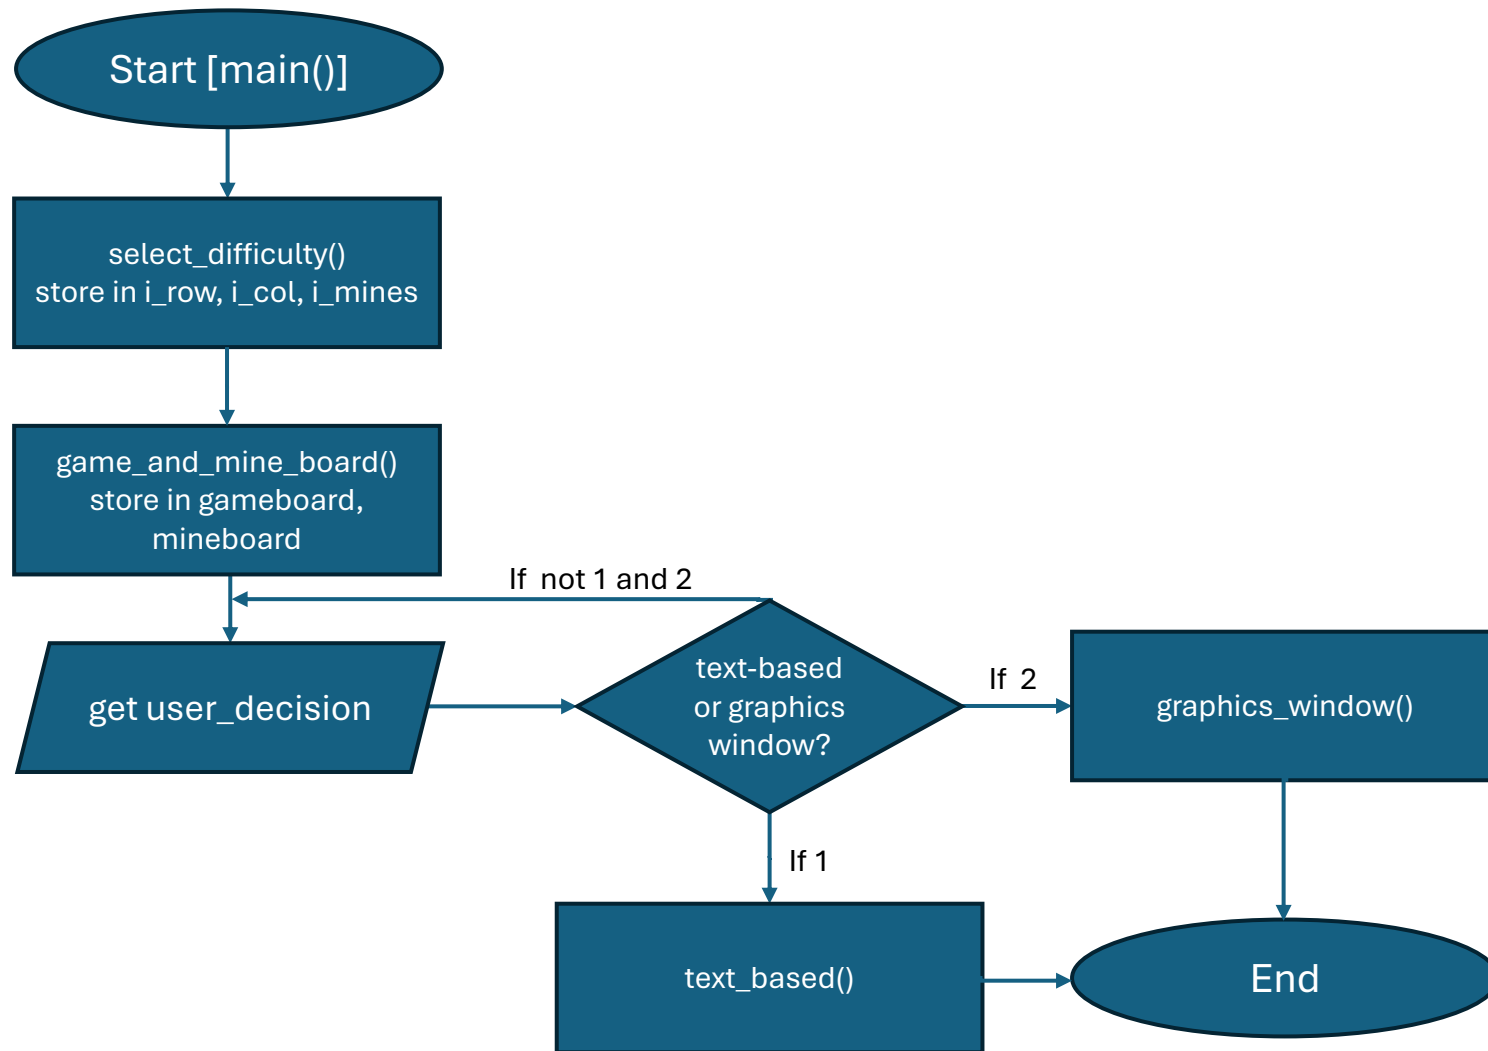 Start [main()]
select_difficulty()
store in i_row, i_col, i_mines
game_and_mine_board()
store in gameboard,
mineboard
If  not 1 and 2
get user_decision
text-based
or graphics
window?
If  2
graphics_window()
If 1
text_based()
End